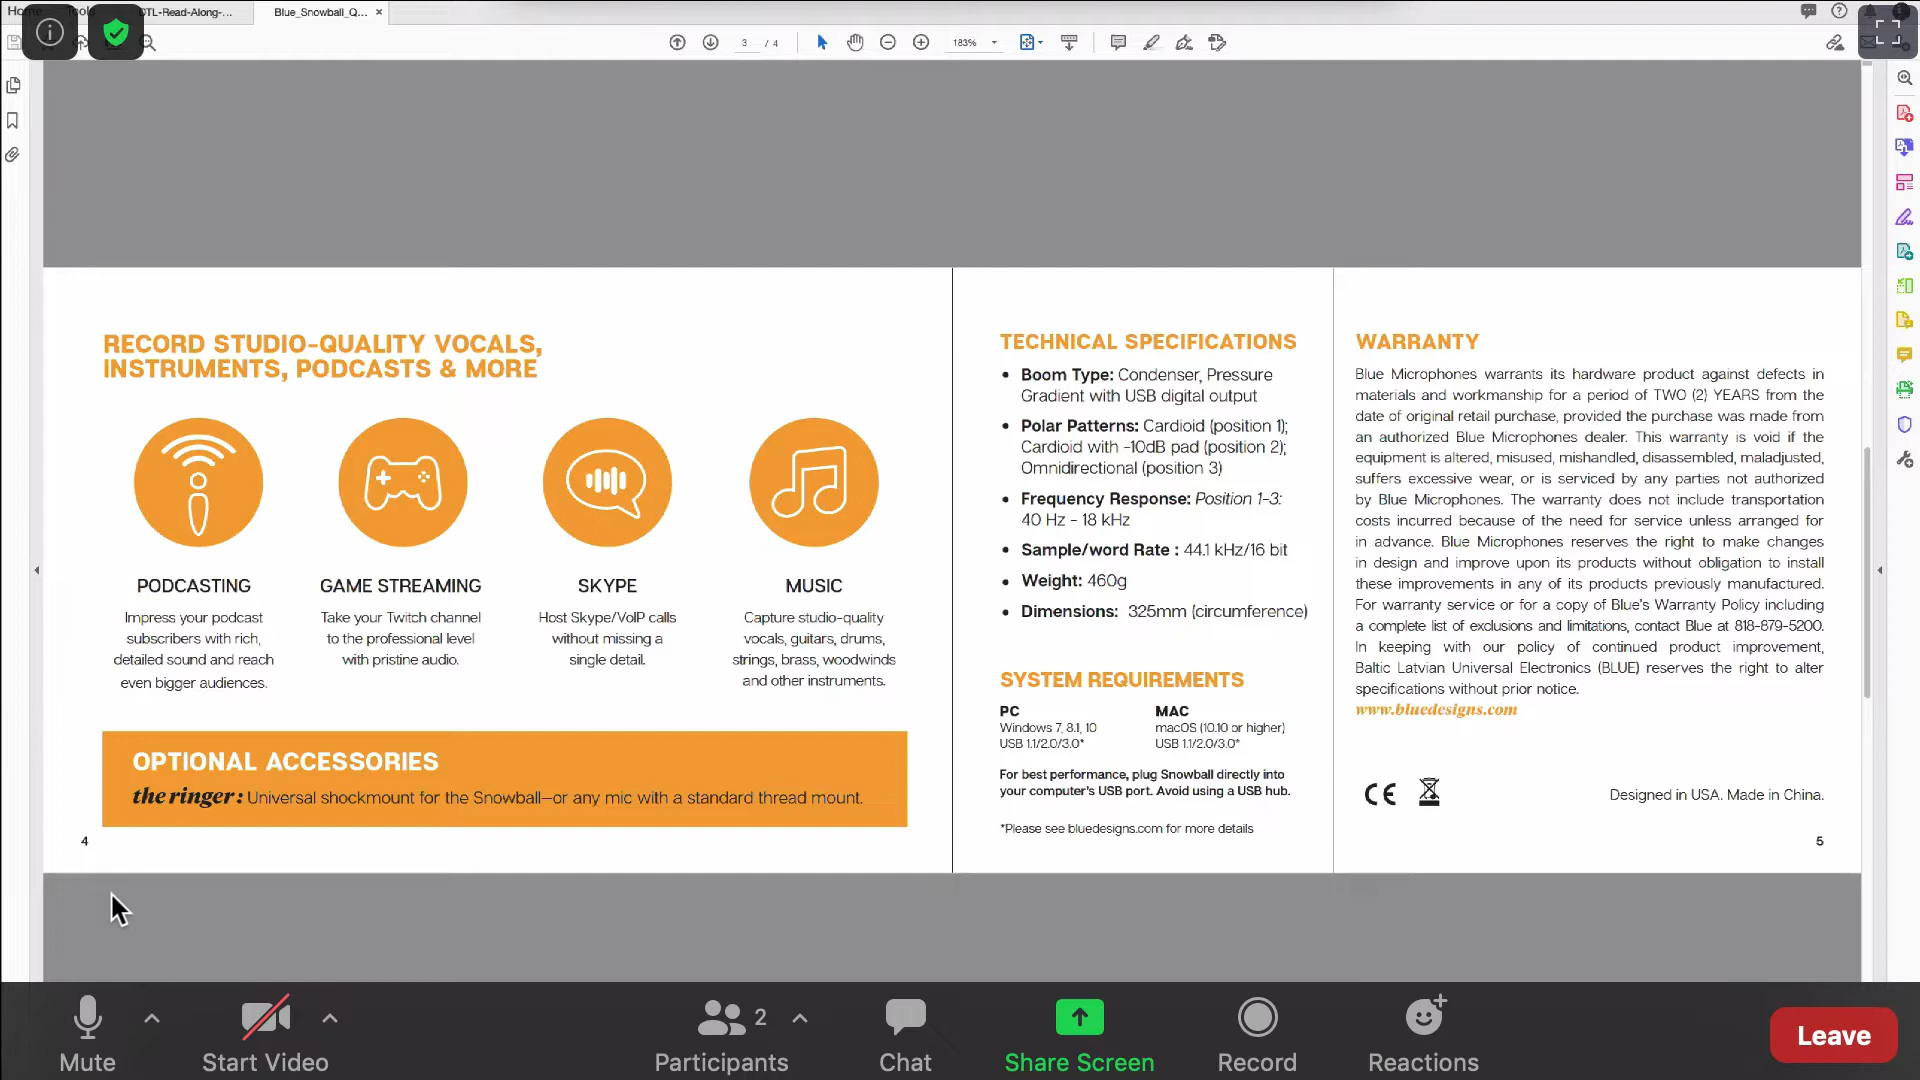 Home Tools DTL-Read-Along-... Blue_Snowball_Q... ×
3 / 4 183%
RECORD STUDIO-QUALITY VOCALS,
INSTRUMENTS, PODCASTS & MORE
PODCASTING
Impress your podcast
subscribers with rich,
detailed sound and reach
even bigger audiences.
GAME STREAMING
Take your Twitch channel
to the professional level
with pristine audio.
SKYPE
Host Skype/VoIP calls
without missing a
single detail.
MUSIC
Capture studio-quality
vocals, guitars, drums,
strings, brass, woodwinds
and other instruments.
OPTIONAL ACCESSORIES
the ringer: Universal shockmount for the Snowball—or any mic with a standard thread mount.
4
TECHNICAL SPECIFICATIONS
• Boom Type: Condenser, Pressure
Gradient with USB digital output
• Polar Patterns: Cardioid (position 1);
Cardioid with -10dB pad (position 2);
Omnidirectional (position 3)
• Frequency Response: Position 1-3:
40 Hz - 18 kHz
• Sample/word Rate : 44.1 kHz/16 bit
• Weight: 460g
• Dimensions: 325mm (circumference)
SYSTEM REQUIREMENTS
PC
Windows 7, 8.1, 10
USB 1.1/2.0/3.0*
MAC
macOS (10.10 or higher)
USB 1.1/2.0/3.0*
For best performance, plug Snowball directly into
your computer's USB port. Avoid using a USB hub.
*Please see bluedesigns.com for more details
WARRANTY
Blue Microphones warrants its hardware product against defects in
materials and workmanship for a period of TWO (2) YEARS from the
date of original retail purchase, provided the purchase was made from
an authorized Blue Microphones dealer. This warranty is void if the
equipment is altered, misused, mishandled, disassembled, maladjusted,
suffers excessive wear, or is serviced by any parties not authorized
by Blue Microphones. The warranty does not include transportation
costs incurred because of the need for service unless arranged for
in advance. Blue Microphones reserves the right to make changes
in design and improve upon its products without obligation to install
these improvements in any of its products previously manufactured.
For warranty service or for a copy of Blue's Warranty Policy including
a complete list of exclusions and limitations, contact Blue at 818-879-5200.
In keeping with our policy of continued product improvement,
Baltic Latvian Universal Electronics (BLUE) reserves the right to alter
specifications without prior notice.
www.bluedesigns.com
CE
Designed in USA. Made in China.
5
2
Mute Start Video Participants Chat Share Screen Record Reactions Leave